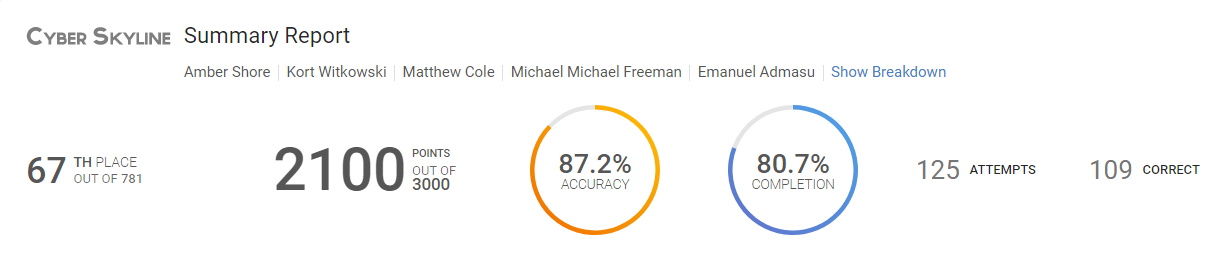 CYBER SKYLINE Summary Report
Amber Shore Kort Witkowski Matthew Cole Michael Michael Freeman Emanuel Admasu Show Breakdown
67 TH PLACE
OUT OF 781
2100 POINTS
OUT OF
3000
87.2%
ACCURACY
80.7%
COMPLETION
125 ATTEMPTS
109 CORRECT